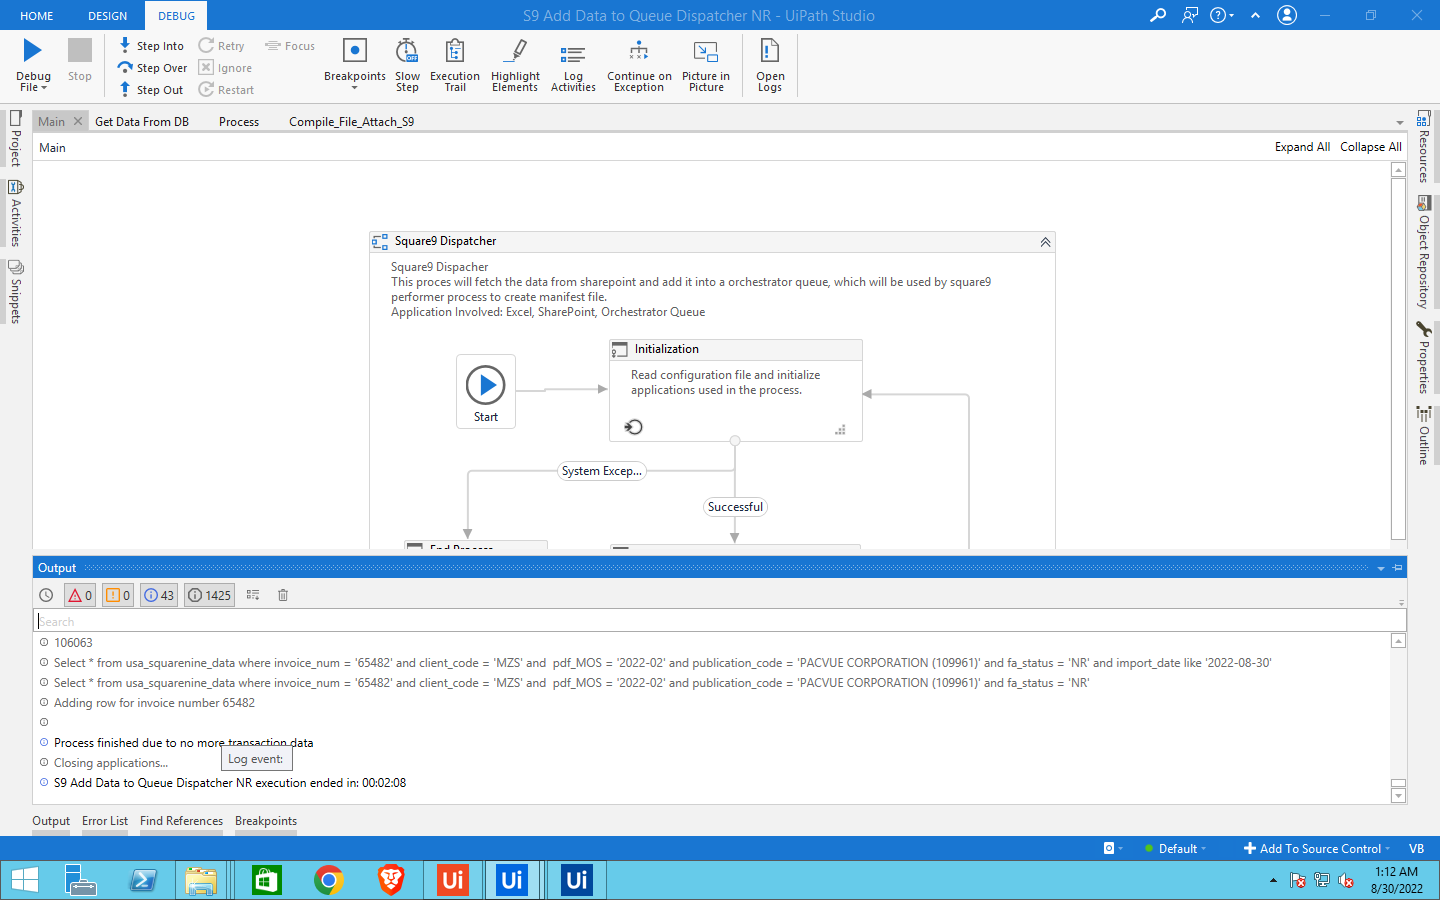 HOME DESIGN DEBUG S9 Add Data to Queue Dispatcher NR - UiPath Studio
Debug File
Stop
Step Into
Step Over
Step Out
Retry
Ignore
Restart
Focus
Breakpoints
Slow Step
Execution Trail
Highlight Elements
Log Activities
Continue on Exception
Picture in Picture
Open Logs
Main Get Data From DB Process Compile_File_Attach_S9
Main Expand All Collapse All
Project
Activities
Snippets
Resources
Object Repository
Properties
Outline
Square9 Dispatcher
Square9 Dispacher
This proces will fetch the data from sharepoint and add it into a orchestrator queue, which will be used by square9
performer process to create manifest file.
Application Involved: Excel, SharePoint, Orchestrator Queue
Start
Initialization
Read configuration file and initialize
applications used in the process.
System Excep...
Successful
End Process
Output
0 0 43 1425
Search
106063
Select * from usa_squarenine_data where invoice_num = '65482' and client_code = 'MZS' and  pdf_MOS = '2022-02' and publication_code = 'PACVUE CORPORATION (109961)' and fa_status = 'NR' and import_date like '2022-08-30'
Select * from usa_squarenine_data where invoice_num = '65482' and client_code = 'MZS' and  pdf_MOS = '2022-02' and publication_code = 'PACVUE CORPORATION (109961)' and fa_status = 'NR'
Adding row for invoice number 65482
Process finished due to no more transaction data
Log event:
Closing applications...
S9 Add Data to Queue Dispatcher NR execution ended in: 00:02:08
Output Error List Find References Breakpoints
Default Add To Source Control VB
Ui Ui Ui
1:12 AM
8/30/2022